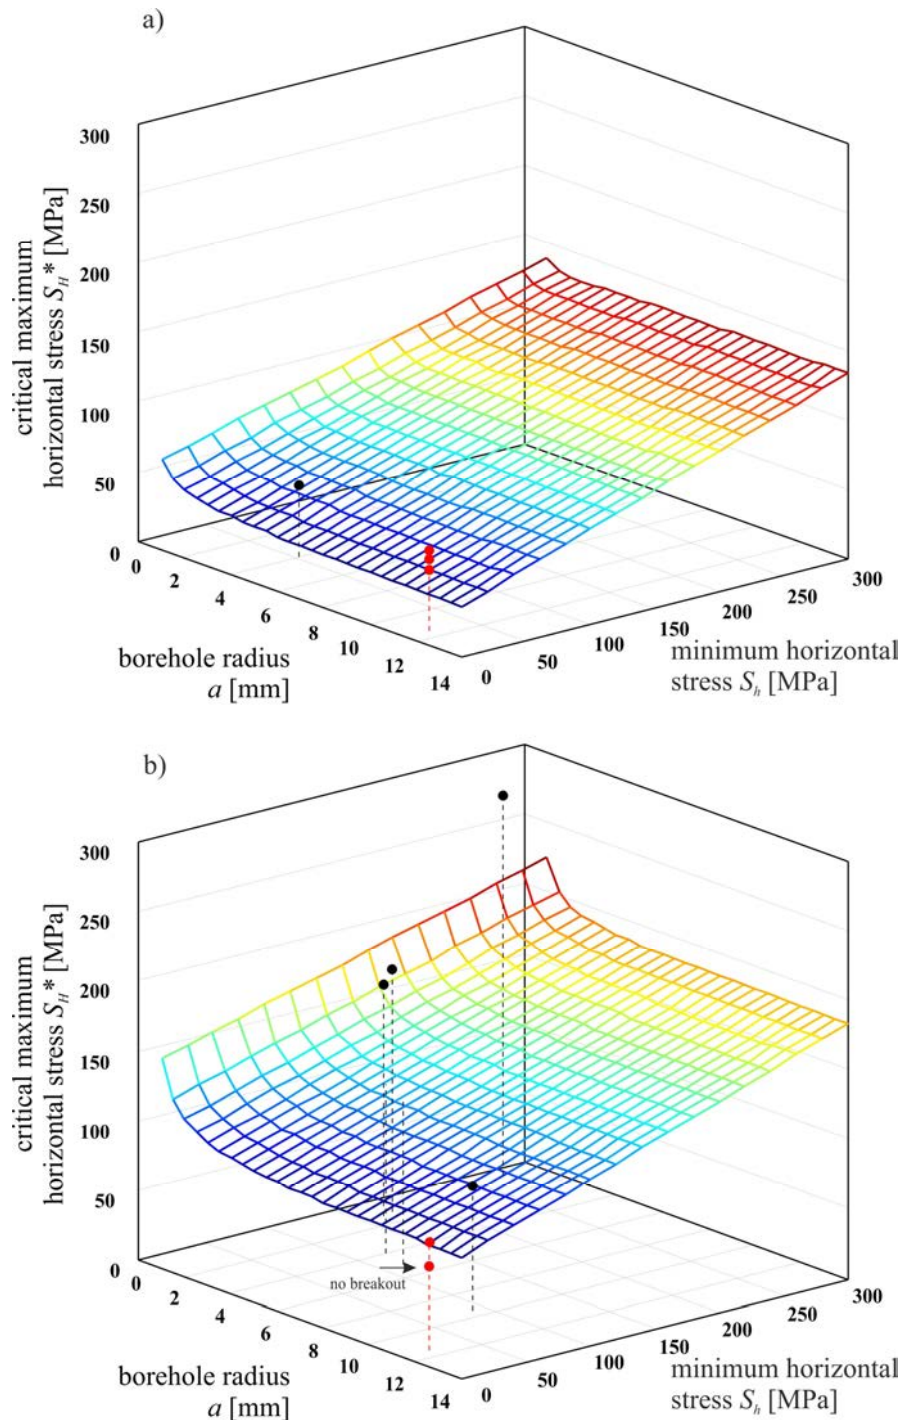 a)
300
250
200
150
100
50
0
critical maximum
horizontal stress S_H* [MPa]
0
2
4
6
8
10
12
14
borehole radius
a [mm]
0
50
100
150
200
250
300
minimum horizontal
stress S_h [MPa]
b)
300
250
200
150
100
50
0
critical maximum
horizontal stress S_H* [MPa]
no breakout
0
2
4
6
8
10
12
14
borehole radius
a [mm]
0
50
100
150
200
250
300
minimum horizontal
stress S_h [MPa]